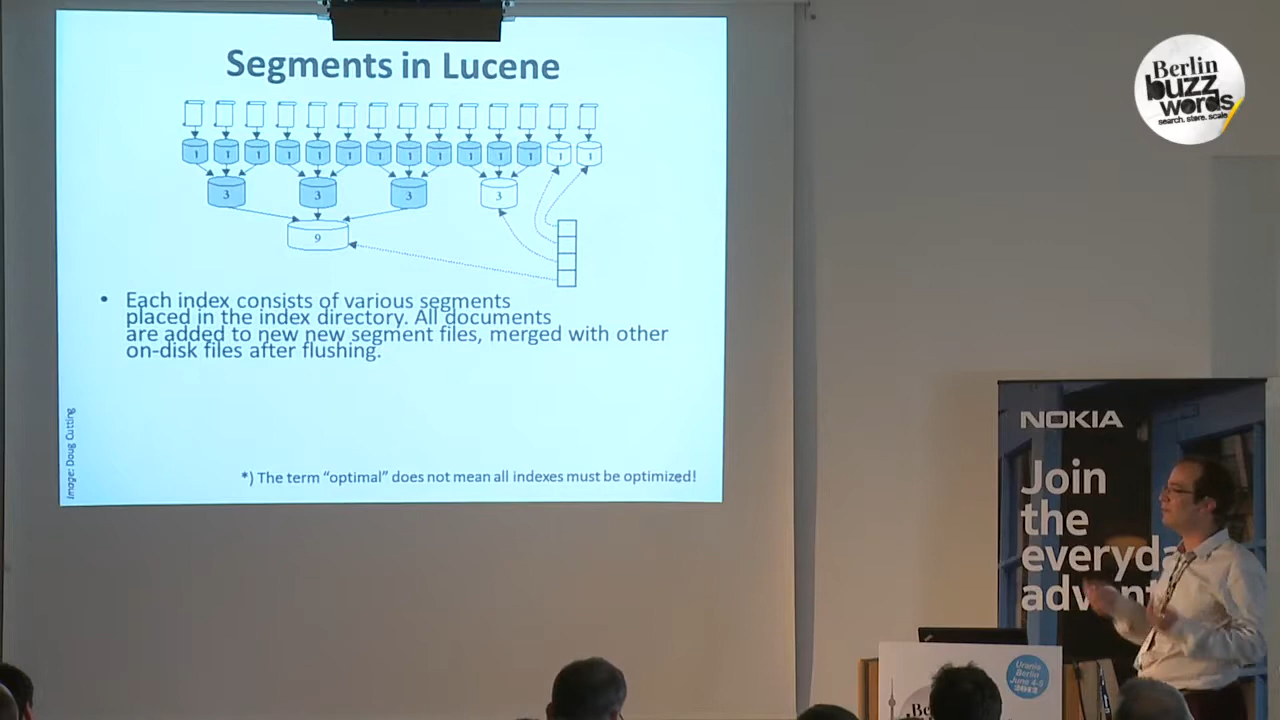 Segments in Lucene
1 1 1 1 1 1 1 1 1 1 1 1 1 1
3 3 3 3
9
• Each index consists of various segments
placed in the index directory. All documents
are added to new new segment files, merged with other
on-disk files after flushing.
Image: Doug Cutting
*) The term “optimal” does not mean all indexes must be optimized!
Berlin
buzz
words
search. store. scale
NOKIA
Join
the
Urania
Berlin
June 4-5
2012